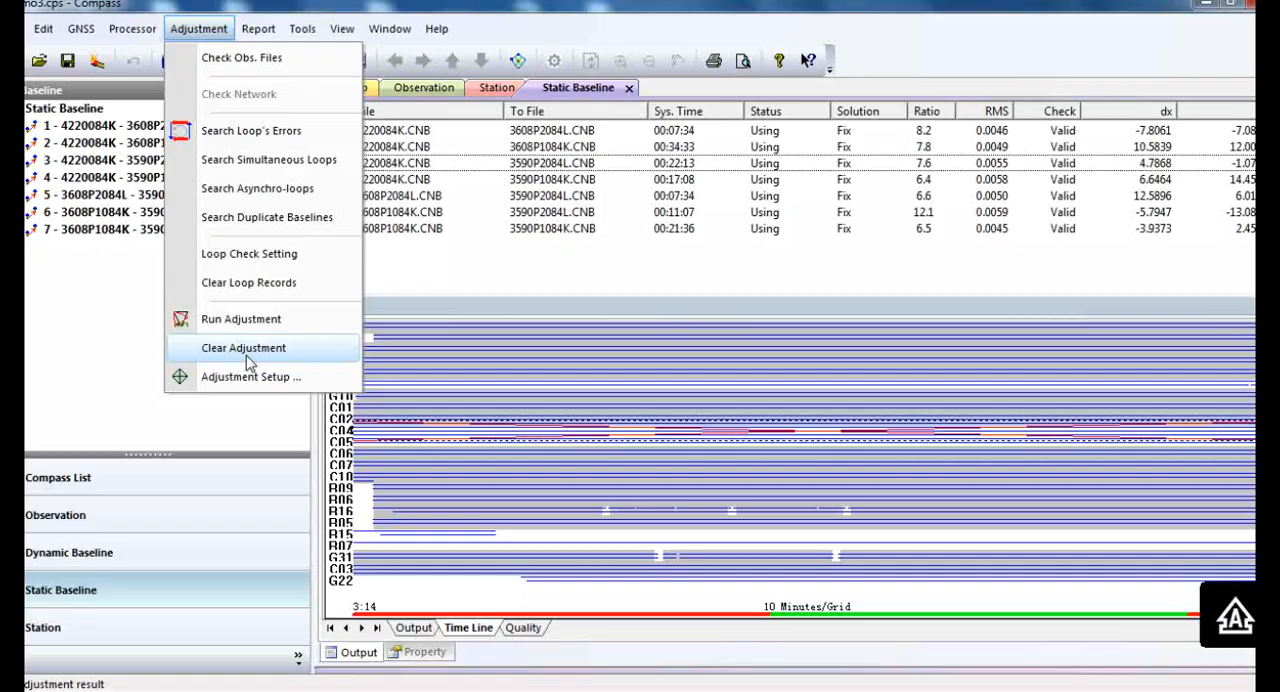 mo3.cps - Compass
Edit GNSS Processor Adjustment Report Tools View Window Help
Check Obs. Files
Check Network
Search Loop's Errors
Search Simultaneous Loops
Search Asynchro-loops
Search Duplicate Baselines
Loop Check Setting
Clear Loop Records
Run Adjustment
Clear Adjustment
Adjustment Setup ...
aseline
Static Baseline
1 - 4220084K - 3608P2
2 - 4220084K - 3608P1
3 - 4220084K - 3590P2
4 - 4220084K - 3590P1
5 - 3608P2084L - 3590
6 - 3608P1084K - 3590
7 - 3608P1084K - 3590
Compass List
Observation
Dynamic Baseline
Static Baseline
Station
»
p Observation Station Static Baseline ×
ile To File Sys. Time Status Solution Ratio RMS Check dx
220084K.CNB 3608P2084L.CNB 00:07:34 Using Fix 8.2 0.0046 Valid -7.8061 -7.08
220084K.CNB 3608P1084K.CNB 00:34:33 Using Fix 7.8 0.0049 Valid 10.5839 12.00
220084K.CNB 3590P2084L.CNB 00:22:13 Using Fix 7.6 0.0055 Valid 4.7868 -1.07
220084K.CNB 3590P1084K.CNB 00:17:08 Using Fix 6.4 0.0058 Valid 6.6464 14.45
608P2084L.CNB 3590P2084L.CNB 00:07:34 Using Fix 6.6 0.0050 Valid 12.5896 6.01
608P1084K.CNB 3590P2084L.CNB 00:11:07 Using Fix 12.1 0.0059 Valid -5.7947 -13.08
608P1084K.CNB 3590P1084K.CNB 00:21:36 Using Fix 6.5 0.0045 Valid -3.9373 2.45
G10
C01
C02
C04
C05
C06
C07
C10
R09
R06
R16
R05
R15
R07
G31
C03
G22
3:14 10 Minutes/Grid
Output Time Line Quality
Output Property
djustment result
A